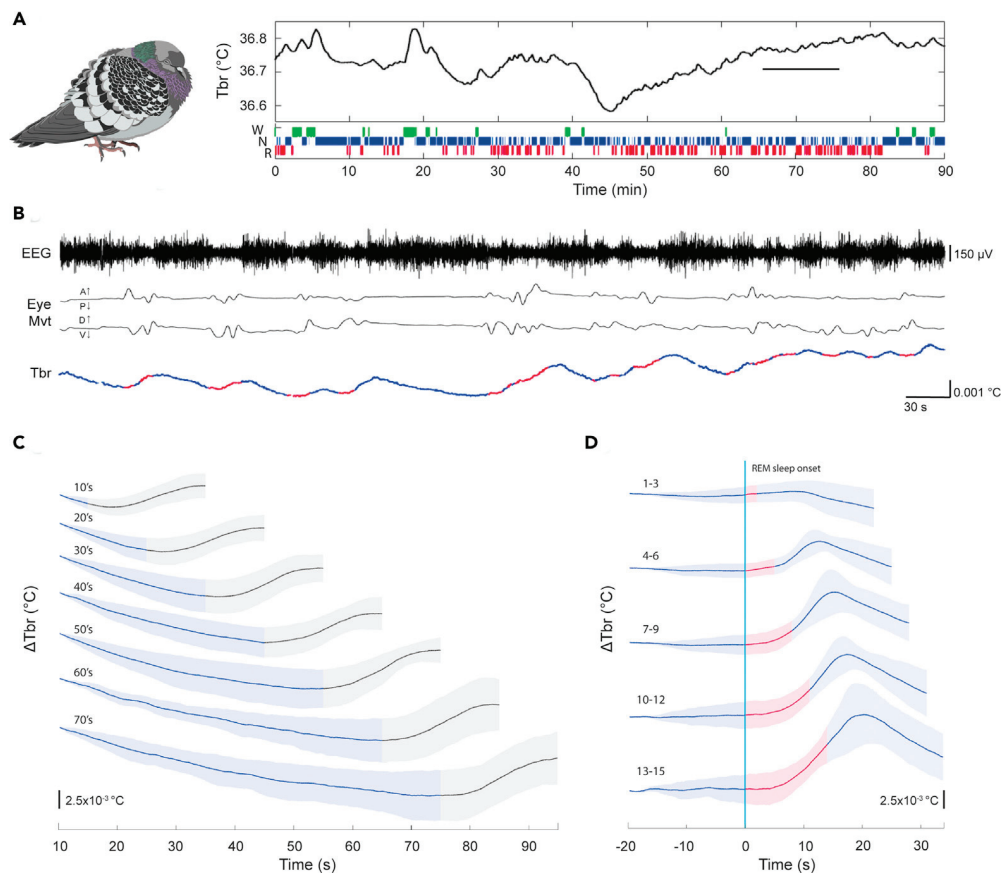 A
Tbr (°C)
36.8
36.7
36.6
W
N
R
0 10 20 30 40 50 60 70 80 90
Time (min)
B
EEG
150 µV
Eye
Mvt
A↑
P↓
D↑
V↓
Tbr
0.001 °C
30 s
C
ΔTbr (°C)
10's
20's
30's
40's
50's
60's
70's
2.5x10⁻³ °C
10 20 30 40 50 60 70 80 90
Time (s)
D
REM sleep onset
ΔTbr (°C)
1-3
4-6
7-9
10-12
13-15
2.5x10⁻³ °C
-20 -10 0 10 20 30
Time (s)